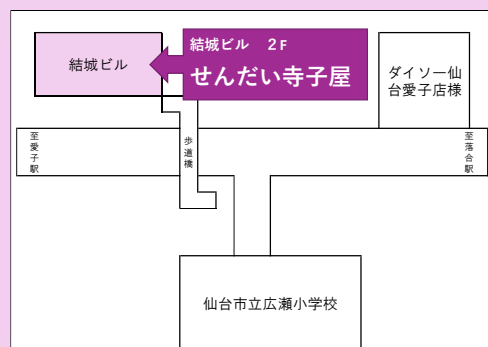 結城ビル ２F
せんだい寺子屋
結城ビル
ダイソー仙
台愛子店様
至愛子駅
歩道橋
至落合駅
仙台市立広瀬小学校